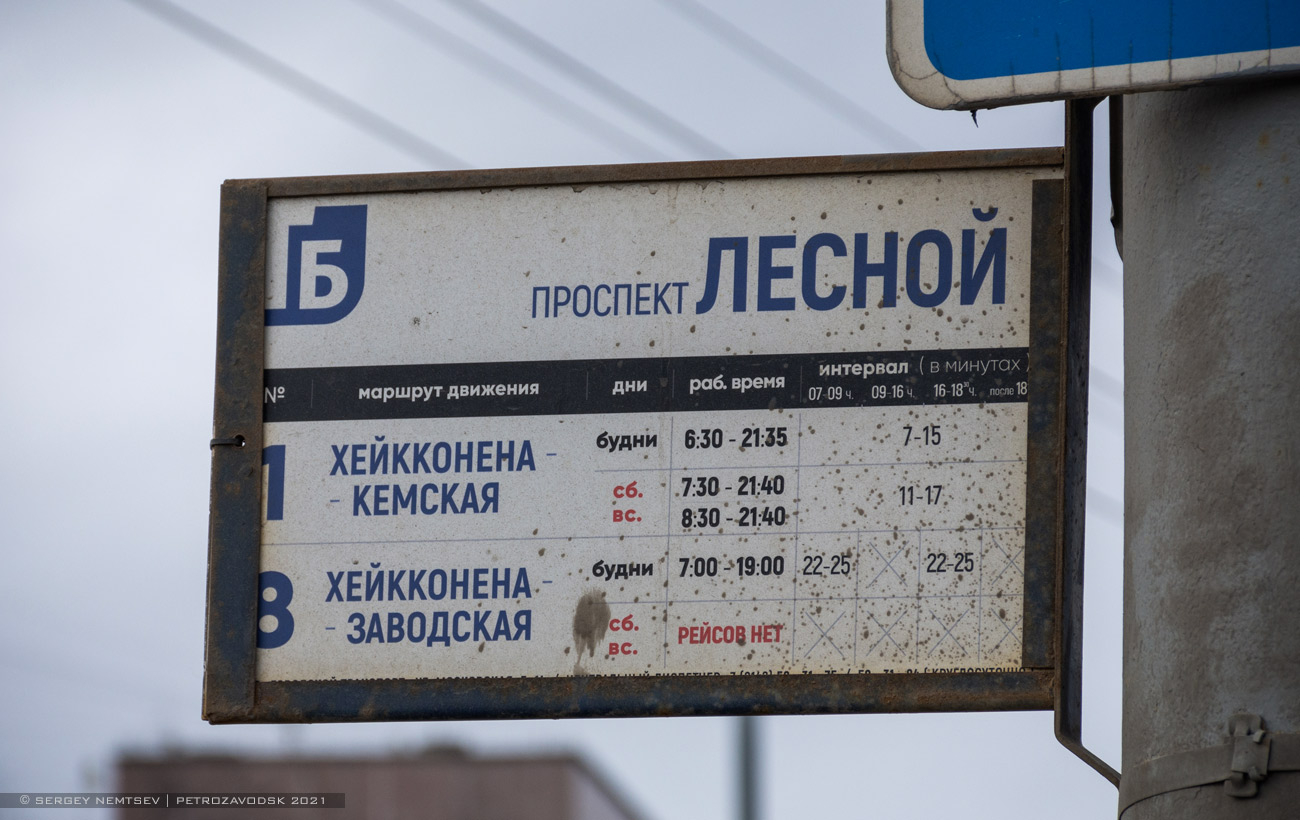 Б
ПРОСПЕКТ ЛЕСНОЙ
№ маршрут движения дни раб. время интервал ( в минутах )
07-09 ч. 09-16 ч. 16-18³⁰ ч. после 18
1 ХЕЙККОНЕНА -
- КЕМСКАЯ
будни 6:30 - 21:35 7-15
сб. 7:30 - 21:40 11-17
вс. 8:30 - 21:40
8 ХЕЙККОНЕНА -
- ЗАВОДСКАЯ
будни 7:00 - 19:00 22-25 22-25
сб. РЕЙСОВ НЕТ
вс.
© SERGEY NEMTSEV | PETROZAVODSK 2021